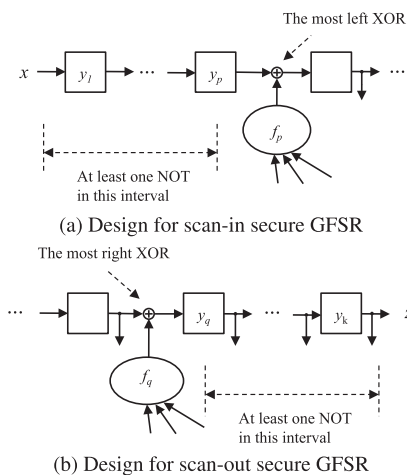 The most left XOR
x y1 ... yp ...
fp
At least one NOT
in this interval
(a) Design for scan-in secure GFSR
The most right XOR
... yq ... yk
fq
At least one NOT
in this interval
(b) Design for scan-out secure GFSR